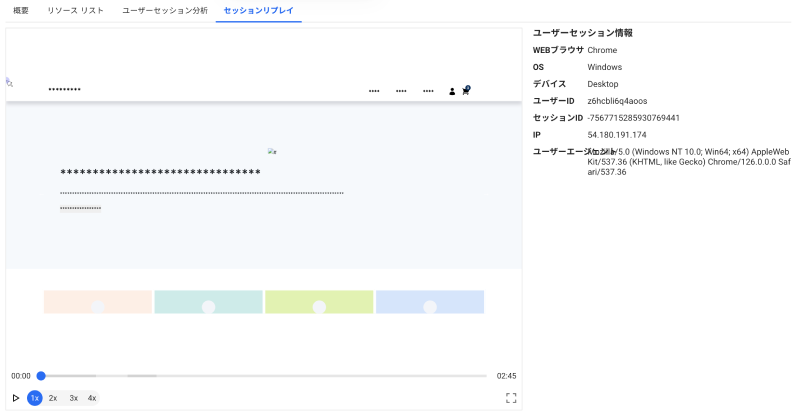 概要 リソース リスト ユーザーセッション分析 セッションリプレイ
ユーザーセッション情報
WEBブラウザ Chrome
OS Windows
デバイス Desktop
ユーザーID z6hcbli6q4aoos
セッションID -7567715285930769441
IP 54.180.191.174
ユーザーエージェント Mozilla/5.0 (Windows NT 10.0; Win64; x64) AppleWeb
Kit/537.36 (KHTML, like Gecko) Chrome/126.0.0.0 Saf
ari/537.36
*********
**** **** ****
*******************************
00:00 02:45
1x 2x 3x 4x